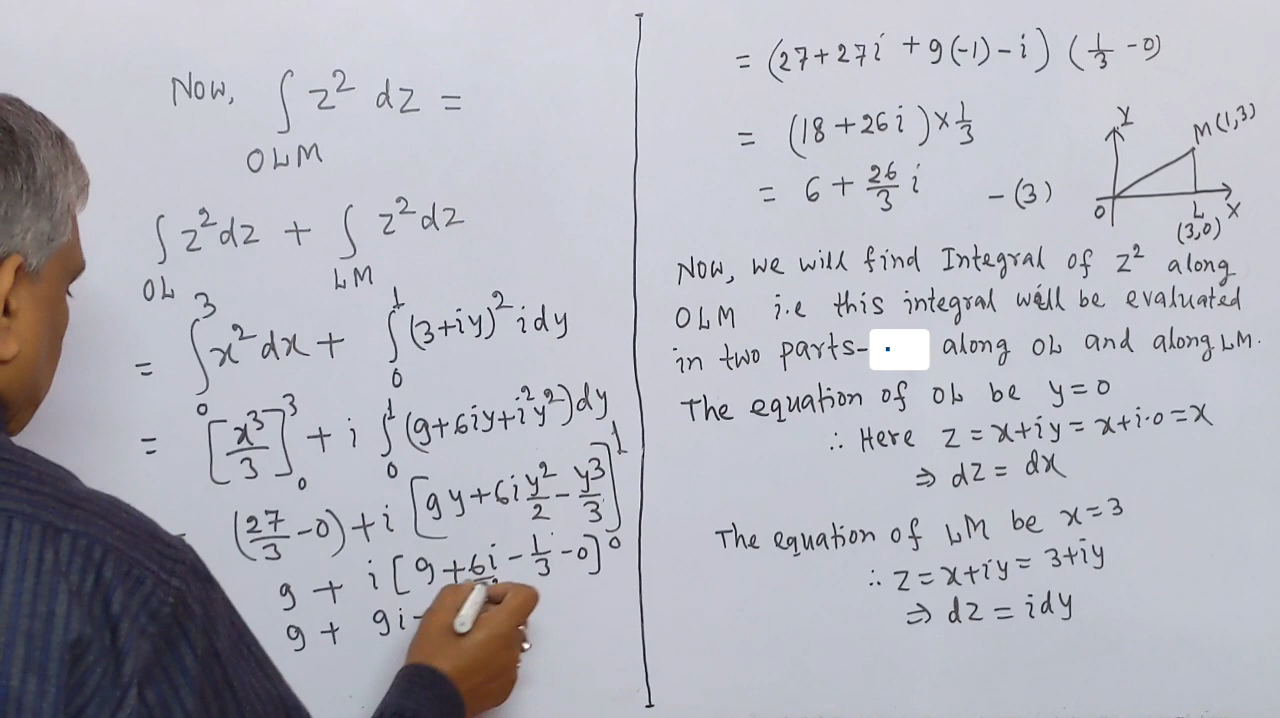 Now, ∫ z² dz =
OLM
∫ z²dz + ∫ z²dz
OL LM
= ∫₀³ x²dx + ∫₀¹ (3+iy)² idy
= [x³/3]₀³ + i ∫₀¹ (9+6iy+i²y²)dy
(27/3 -0)+i [9y+6i y²/2 - y³/3]₀¹
9 + i [9+6i - 1/3 -0]
9 + 9i
= (27+27i +9(-1)-i) (1/3 -0)
= (18+26i)×1/3
= 6 + 26/3 i -(3)
Y
M(1,3)
O L X
(3,0)
Now, we will find Integral of z² along
OLM i.e this integral will be evaluated
in two parts- along OL and along LM.
The equation of OL be y=0
∴ Here z=x+iy=x+i·0=x
⇒ dz = dx
The equation of LM be x=3
∴ z=x+iy= 3+iy
⇒ dz = idy